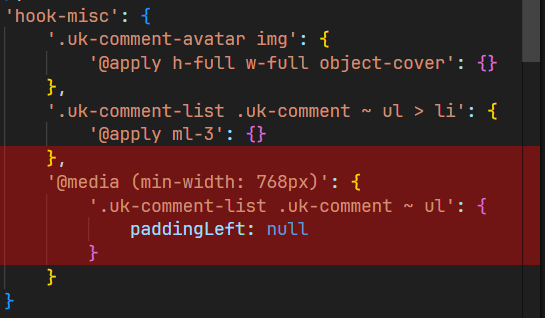 'hook-misc': {
'.uk-comment-avatar img': {
'@apply h-full w-full object-cover': {}
},
'.uk-comment-list .uk-comment ~ ul > li': {
'@apply ml-3': {}
},
'@media (min-width: 768px)': {
'.uk-comment-list .uk-comment ~ ul': {
paddingLeft: null
}
}
}